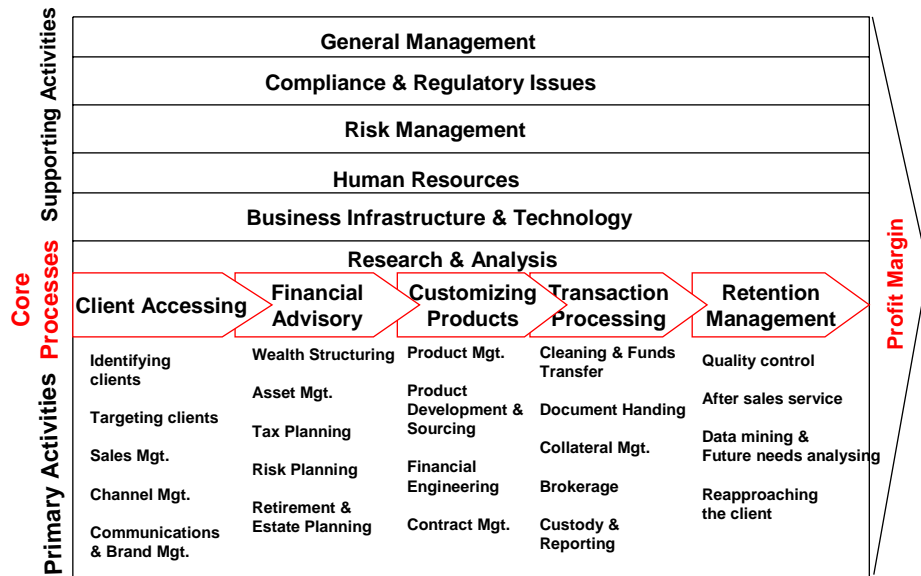 Supporting Activities
General Management
Compliance & Regulatory Issues
Risk Management
Human Resources
Business Infrastructure & Technology
Research & Analysis
Core
Processes
Client Accessing
Financial
Advisory
Customizing
Products
Transaction
Processing
Retention
Management
Profit Margin
Primary Activities
Identifying
clients
Targeting clients
Sales Mgt.
Channel Mgt.
Communications
& Brand Mgt.
Wealth Structuring
Asset Mgt.
Tax Planning
Risk Planning
Retirement &
Estate Planning
Product Mgt.
Product
Development &
Sourcing
Financial
Engineering
Contract Mgt.
Cleaning & Funds
Transfer
Document Handing
Collateral Mgt.
Brokerage
Custody &
Reporting
Quality control
After sales service
Data mining &
Future needs analysing
Reapproaching
the client